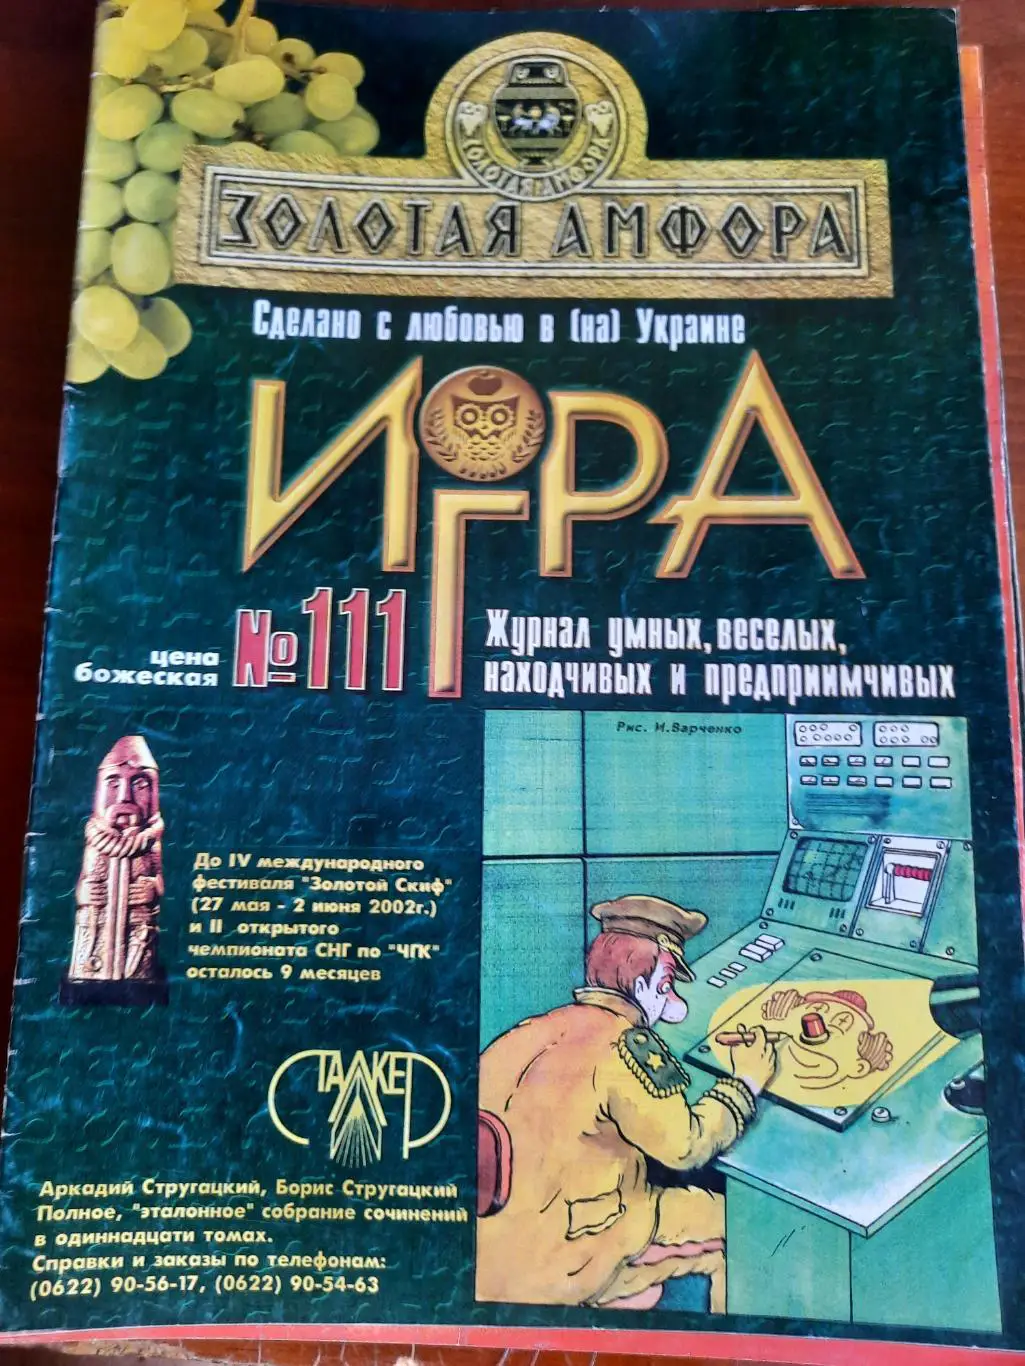 ЗОЛОТАЯ АМФОРА
ЗОЛОТАЯ АМФОРА
Сделано с любовью в (на) Украине
ИГРА
№111
цена
божеская
Журнал умных, веселых,
находчивых и предприимчивых
Рис. И.Варченко
До IV международного
фестиваля "Золотой Скиф"
(27 мая - 2 июня 2002г.)
и II открытого
чемпионата СНГ по "ЧГК"
осталось 9 месяцев
СТАЛКЕР
Аркадий Стругацкий, Борис Стругацкий
Полное, "эталонное" собрание сочинений
в одиннадцати томах.
Справки и заказы по телефонам:
(0622) 90-56-17, (0622) 90-54-63